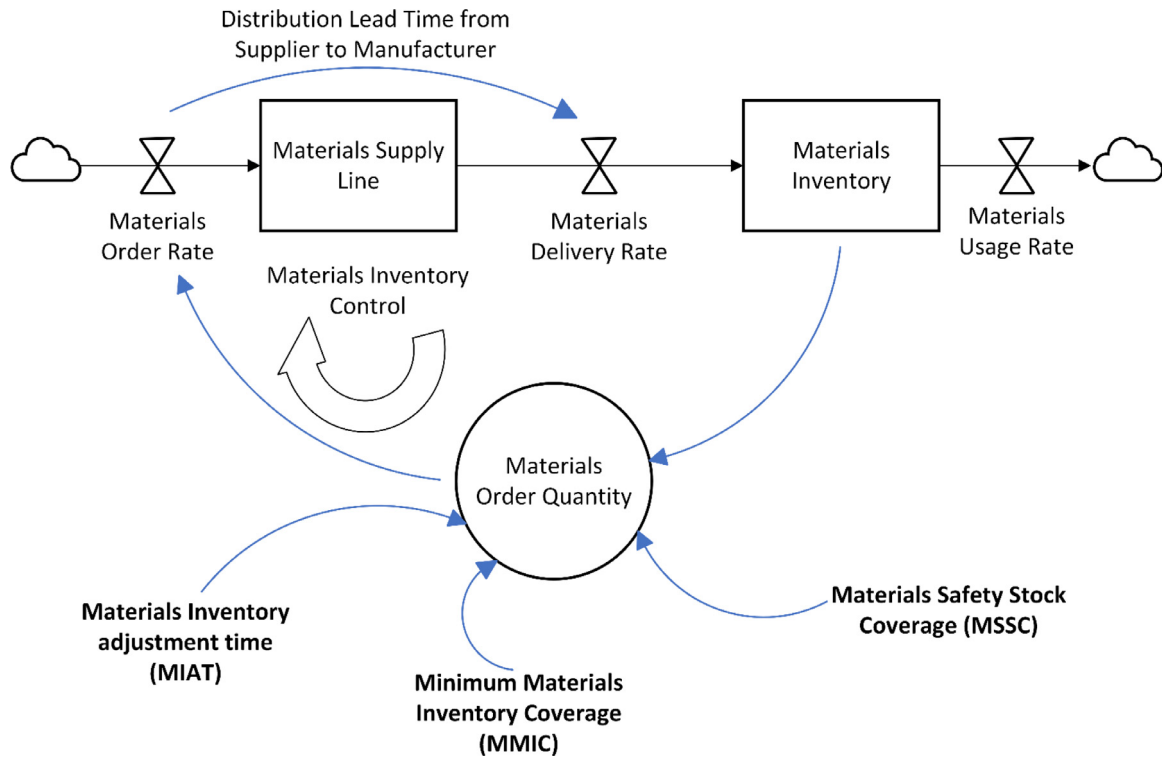 Distribution Lead Time from
Supplier to Manufacturer
Materials Supply
Line
Materials
Inventory
Materials
Order Rate
Materials
Delivery Rate
Materials
Usage Rate
Materials Inventory
Control
Materials
Order Quantity
Materials Inventory
adjustment time
(MIAT)
Minimum Materials
Inventory Coverage
(MMIC)
Materials Safety Stock
Coverage (MSSC)